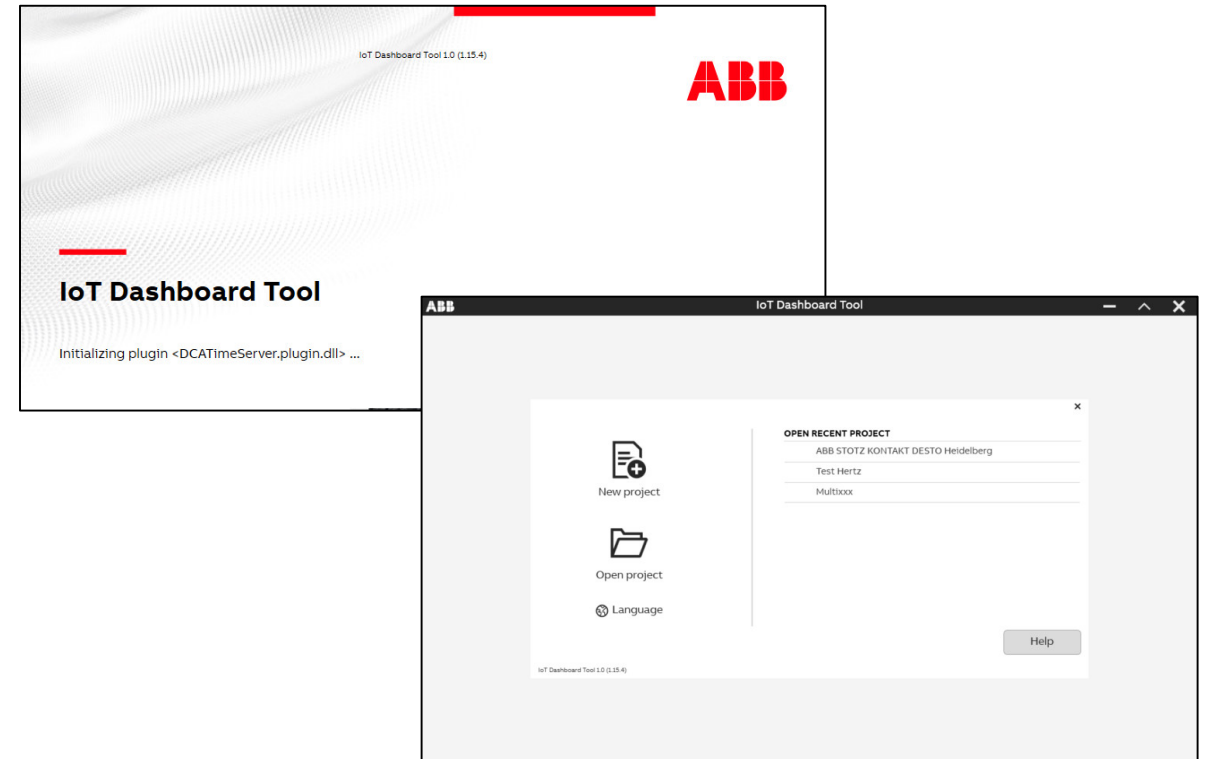 IoT Dashboard Tool 1.0 (1.15.4)
ABB
IoT Dashboard Tool
Initializing plugin <DCATimeServer.plugin.dll> ...
ABB
IoT Dashboard Tool
New project
Open project
Language
OPEN RECENT PROJECT
ABB STOTZ KONTAKT DESTO Heidelberg
Test Hertz
Multixxx
Help
IoT Dashboard Tool 1.0 (1.15.4)